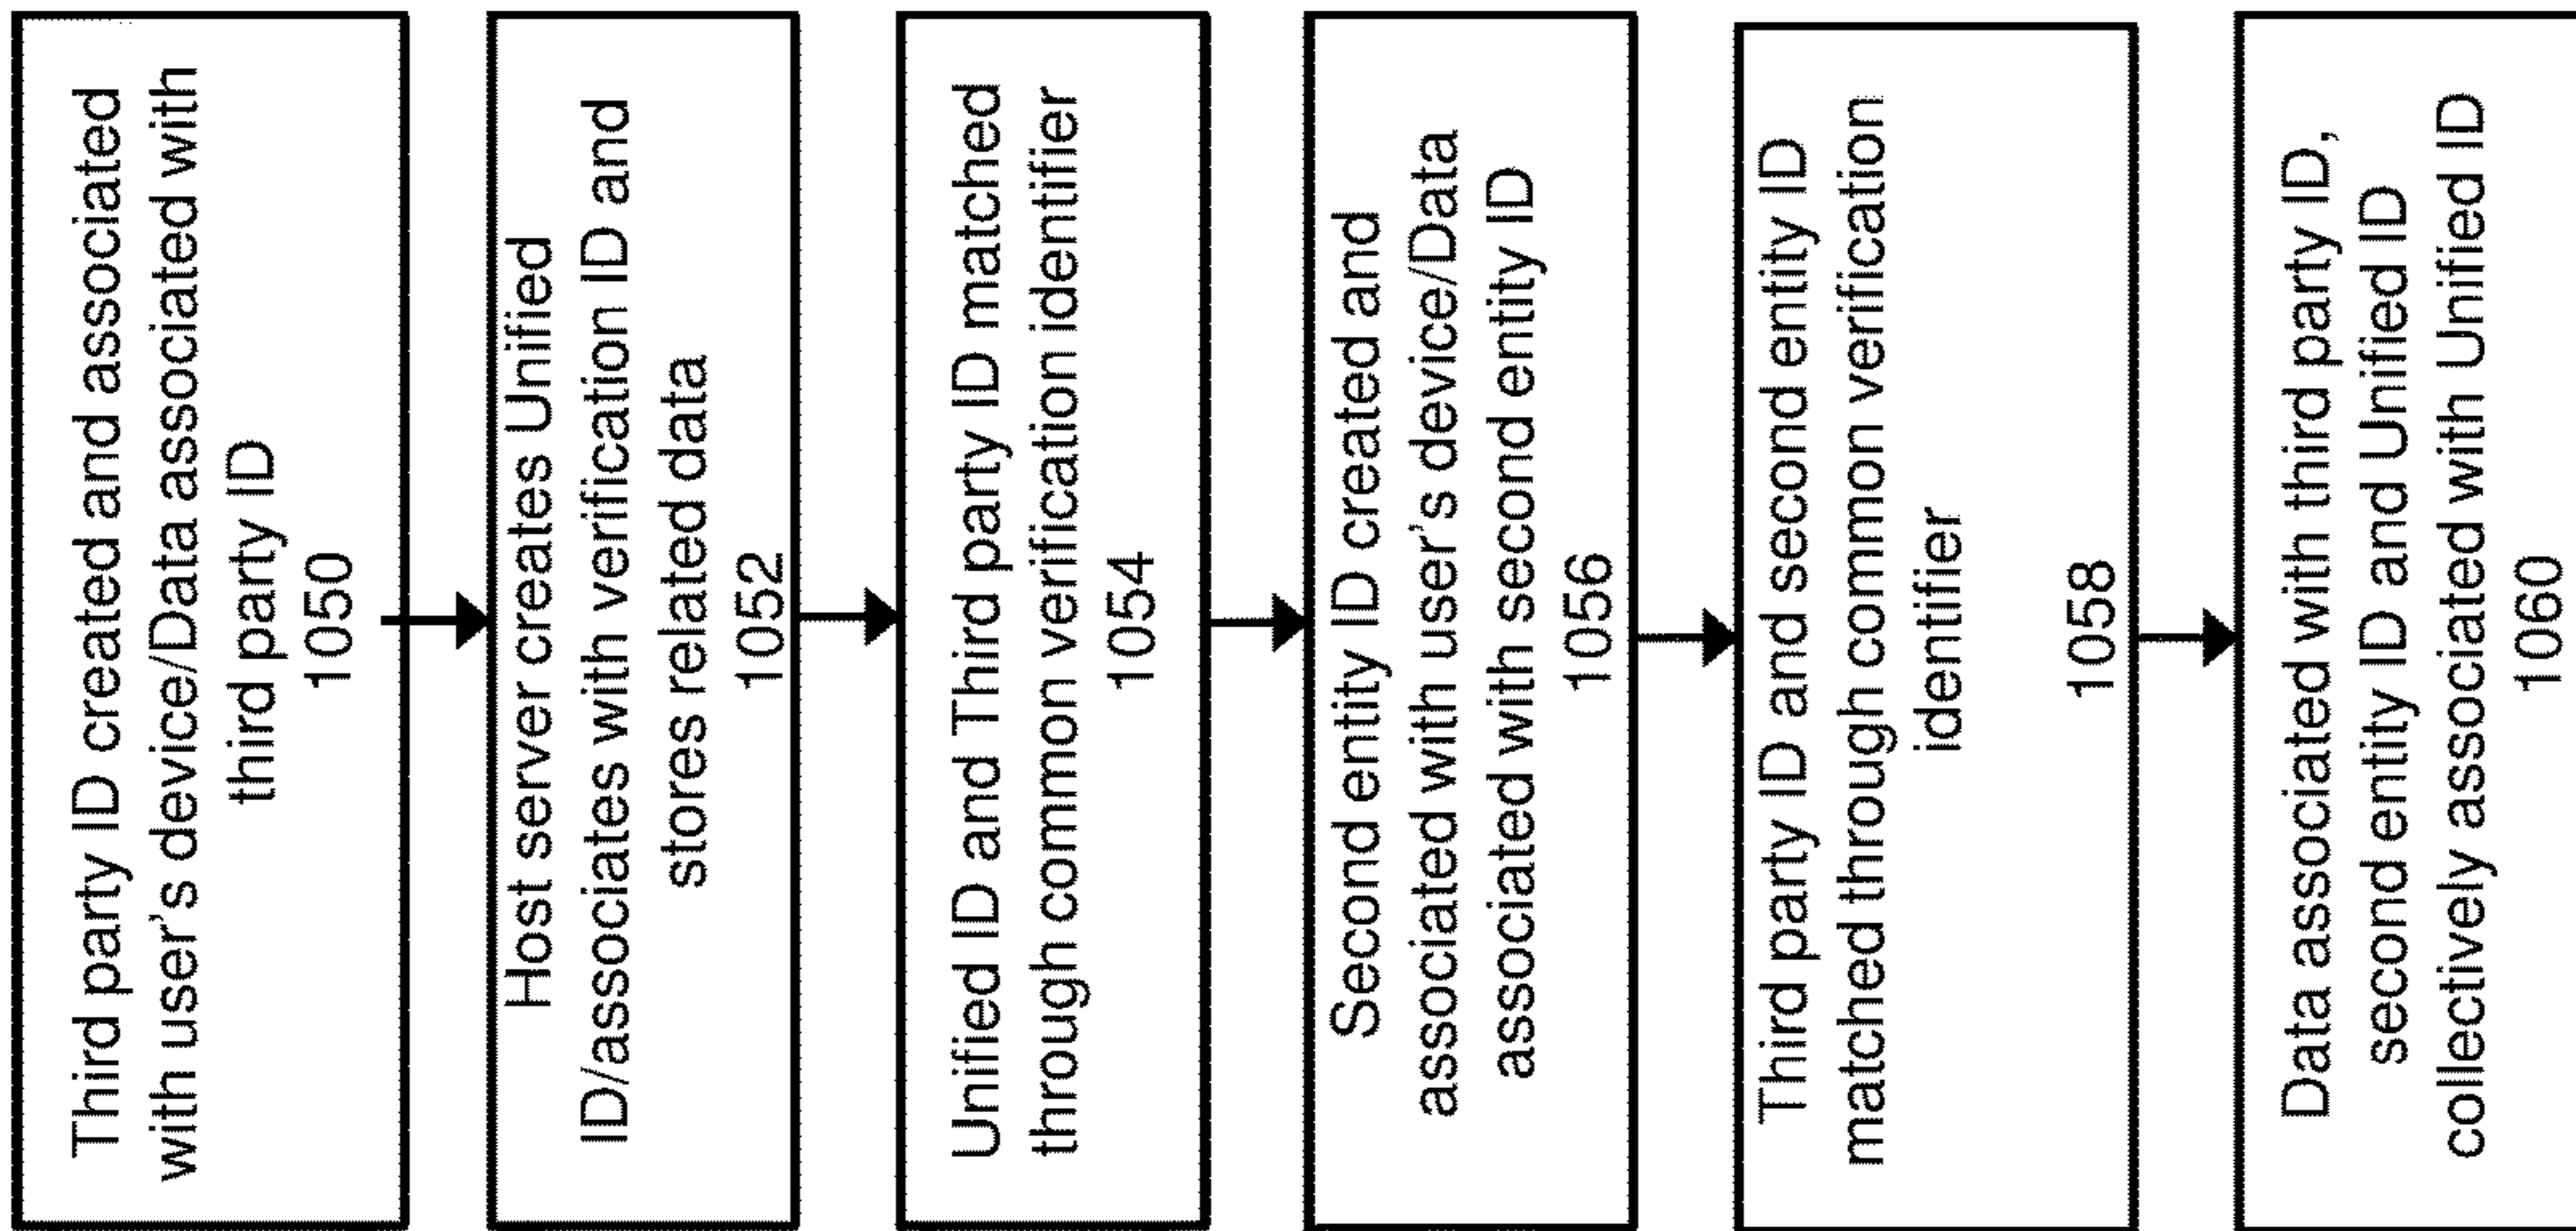 Third party ID created and associated
with user's device/Data associated with
third party ID
1050
Host server creates Unified
ID/associates with verification ID and
stores related data
1052
Unified ID and Third party ID matched
through common verification identifier
1054
Second entity ID created and
associated with user's device/Data
associated with second entity ID
1056
Third party ID and second entity ID
matched through common verification
identifier
1058
Data associated with third party ID,
second entity ID and Unified ID
collectively associated with Unified ID
1060